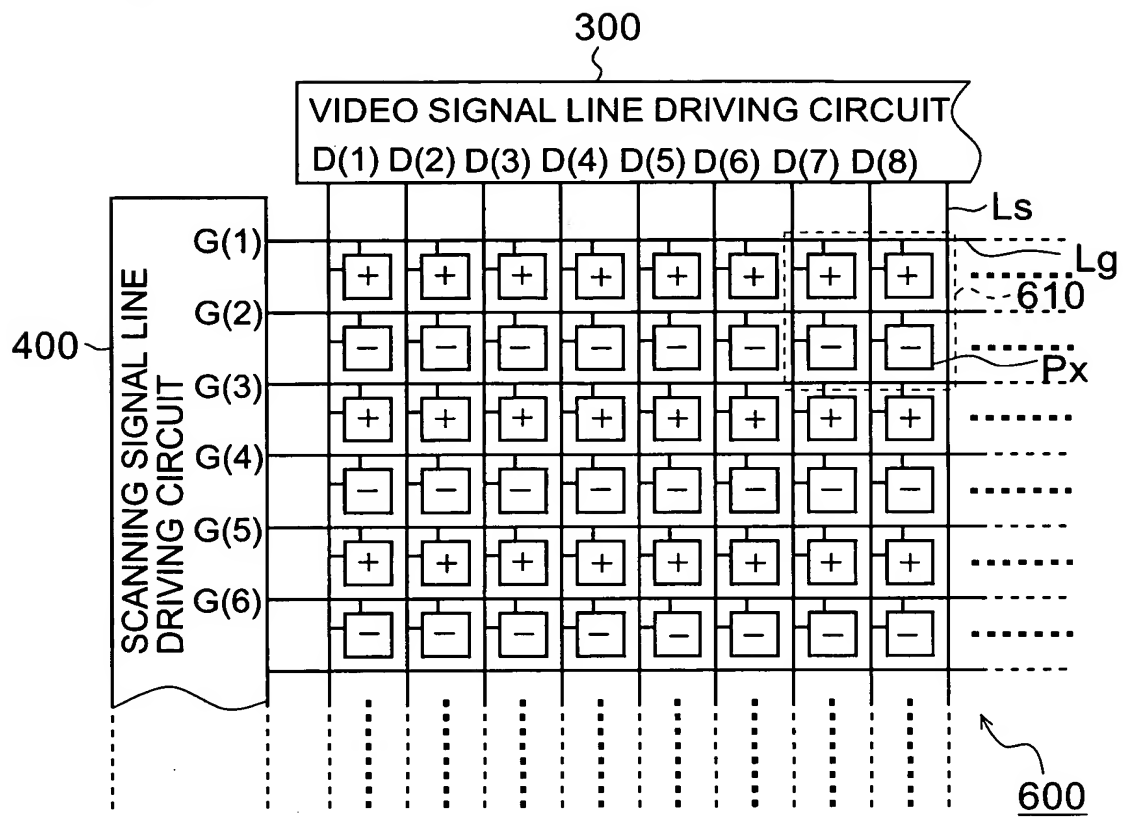 300
VIDEO SIGNAL LINE DRIVING CIRCUIT
D(1) D(2) D(3) D(4) D(5) D(6) D(7) D(8)
Ls
G(1)
Lg
+ + + + + + + +
610
G(2)
400
− − − − − − − −
Px
G(3)
+ + + + + + + +
G(4)
− − − − − − − −
G(5)
+ + + + + + + +
G(6)
− − − − − − − −
SCANNING SIGNAL LINE
DRIVING CIRCUIT
600